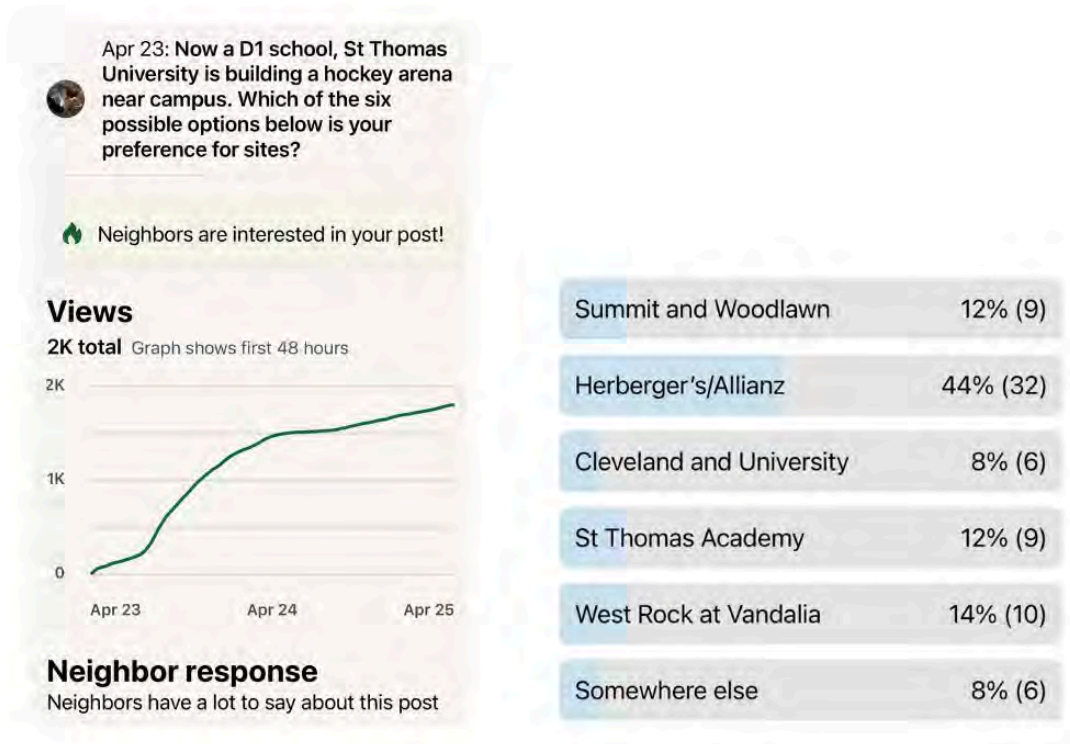 Apr 23: Now a D1 school, St Thomas
University is building a hockey arena
near campus. Which of the six
possible options below is your
preference for sites?
Neighbors are interested in your post!
Views
2K total Graph shows first 48 hours
2K
1K
0
Apr 23 Apr 24 Apr 25
Neighbor response
Neighbors have a lot to say about this post
Summit and Woodlawn 12% (9)
Herberger's/Allianz 44% (32)
Cleveland and University 8% (6)
St Thomas Academy 12% (9)
West Rock at Vandalia 14% (10)
Somewhere else 8% (6)